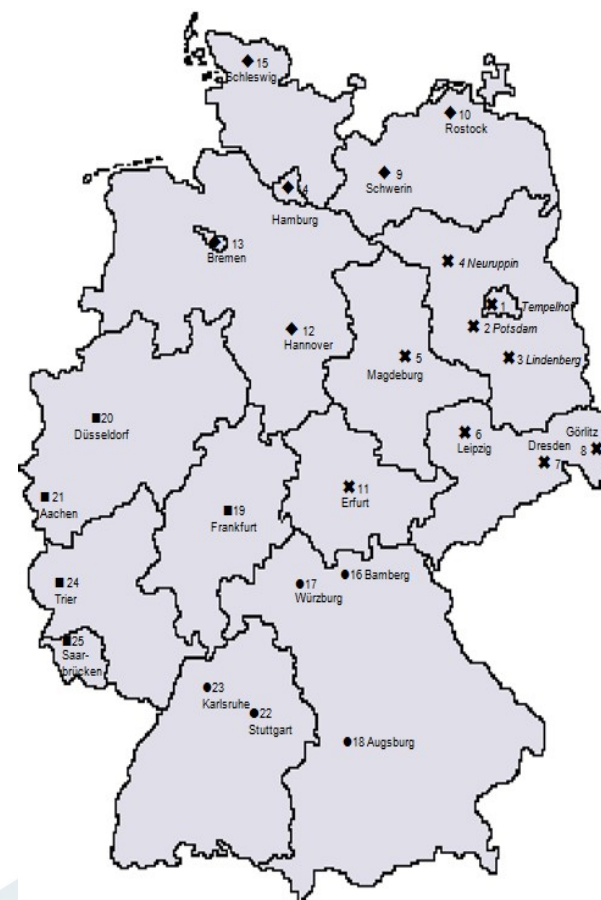 15
Schleswig
10
Rostock
9
Schwerin
14
Hamburg
13
Bremen
4 Neuruppin
1 Tempelhof
2 Potsdam
12
Hannover
3 Lindenberg
5
Magdeburg
20
Düsseldorf
6
Leipzig
Görlitz
8
Dresden
7
21
Aachen
11
Erfurt
19
Frankfurt
16 Bamberg
17
Würzburg
24
Trier
25
Saar-
brücken
23
Karlsruhe
22
Stuttgart
18 Augsburg